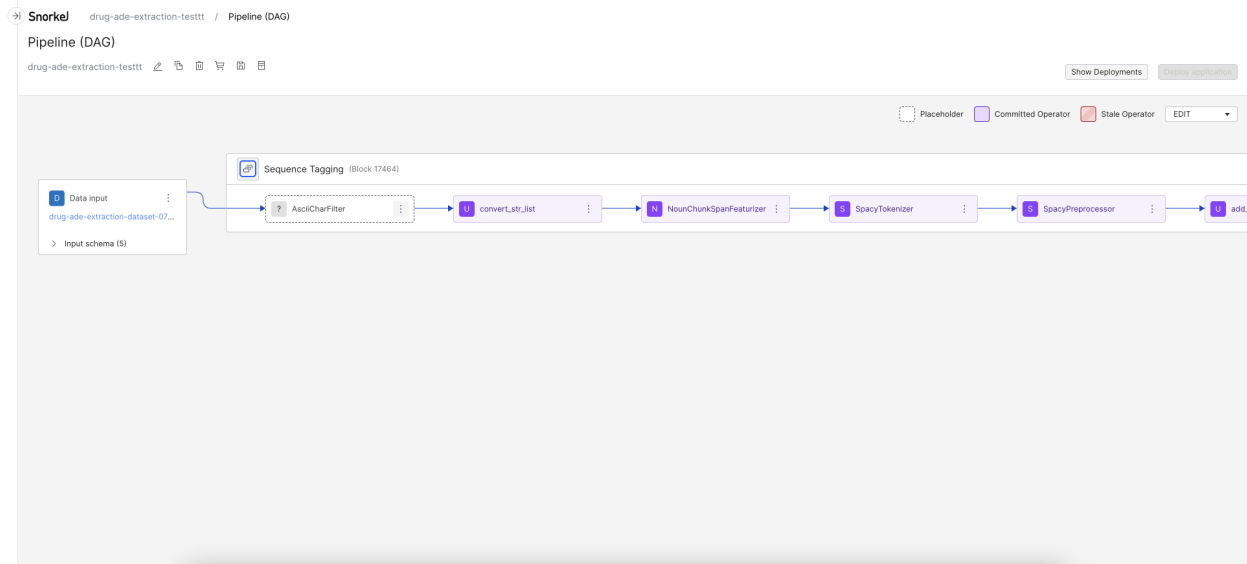 Snorkel drug-ade-extraction-testtt / Pipeline (DAG)
Pipeline (DAG)
drug-ade-extraction-testtt
Show Deployments Deploy application
Placeholder Committed Operator Stale Operator EDIT
Sequence Tagging (Block 17464)
D Data input
drug-ade-extraction-dataset-07...
Input schema (5)
? AsciiCharFilter
U convert_str_list
N NounChunkSpanFeaturizer
S SpacyTokenizer
S SpacyPreprocessor
U add_